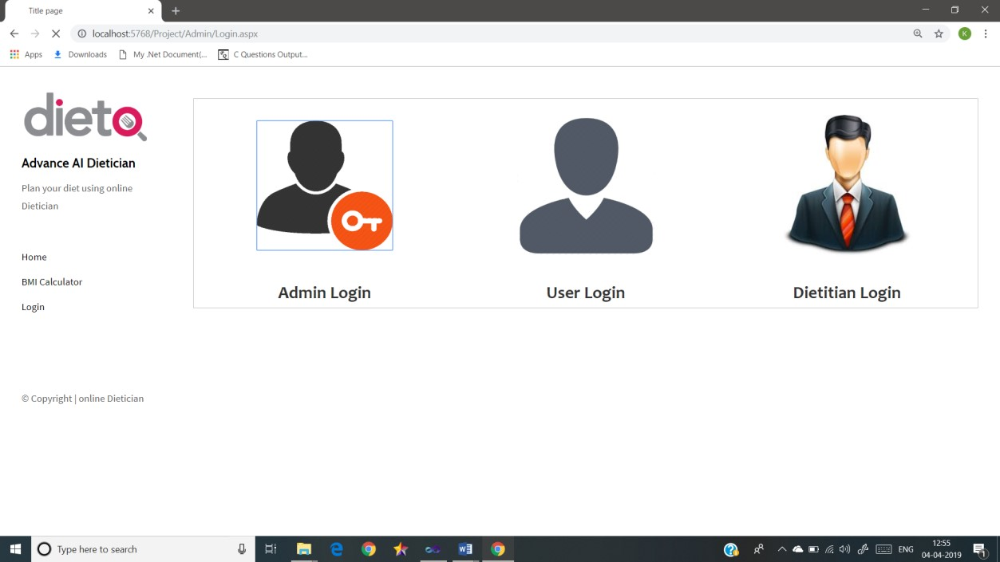 Title page
localhost:5768/Project/Admin/Login.aspx
K
Apps Downloads My .Net Document(... C Questions Output...
dieto
Advance AI Dietician
Plan your diet using online
Dietician
Home
BMI Calculator
Login
Admin Login User Login Dietitian Login
© Copyright | online Dietician
Type here to search
ENG
12:55
04-04-2019
1